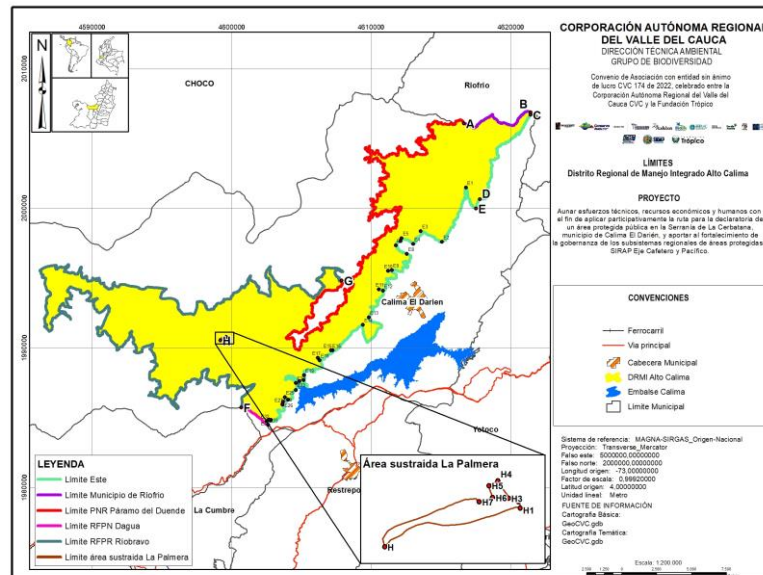 4590000
4800000
4610000
4620000
2010000
2000000
1990000
1990000
N
CHOCO
Riofrio
A
B
C
D
E
E1
G
H
F
Calima El Darien
Yotoco
Restrepo
La Cumbre
LEYENDA
Límite Este
Límite Municipio de Riofrío
Límite PNR Páramo del Duende
Límite RFPN Dagua
Límite RFPR Riobravo
Límite área sustraida La Palmera
Área sustraida La Palmera
H4
H5
H6
H3
H7
H1
H
CORPORACIÓN AUTÓNOMA REGIONAL
DEL VALLE DEL CAUCA
DIRECCIÓN TÉCNICA AMBIENTAL
GRUPO DE BIODIVERSIDAD
Convenio de Asociación con entidad sin ánimo
de lucro CVC 174 de 2022, celebrado entre la
Corporación Autónoma Regional del Valle del
Cauca CVC y la Fundación Trópico
Trópico
LÍMITES
Distrito Regional de Manejo Integrado Alto Calima
PROYECTO
Aunar esfuerzos técnicos, recursos económicos y humanos con
el fin de aplicar participativamente la ruta para la declaratoria de
un área protegida pública en la Serranía de La Cerbatana,
municipio de Calima El Darién, y aportar al fortalecimiento de
la gobernanza de los subsistemas regionales de áreas protegidas
SIRAP Eje Cafetero y Pacífico.
CONVENCIONES
Ferrocarril
Via principal
Cabecera Municipal
DRMI Alto Calima
Embalse Calima
Limite Municipal
Sistema de referencia: MAGNA-SIRGAS_Origen-Nacional
Proyección: Transverse_Mercator
Falso este: 5000000,00000000
Falso norte: 2000000,00000000
Longitud origen: -73,00000000
Factor de escala: 0,99920000
Latitud origen: 4,00000000
Unidad lineal: Metro
FUENTE DE INFORMACIÓN
Cartografía Básica:
GeoCVC.gdb
Cartografía Temática:
GeoCVC.gdb
Escala: 1:200.000